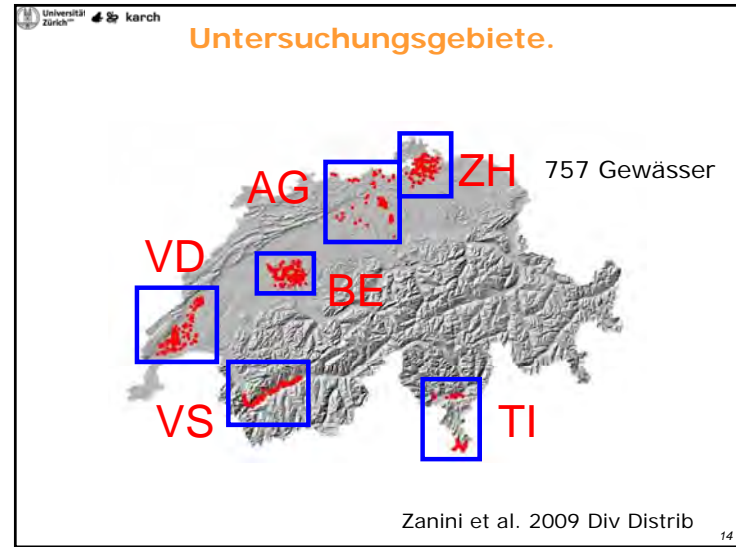 Universität
Zürich
karch
Untersuchungsgebiete.
ZH
757 Gewässer
AG
VD
BE
VS
TI
Zanini et al. 2009 Div Distrib
14